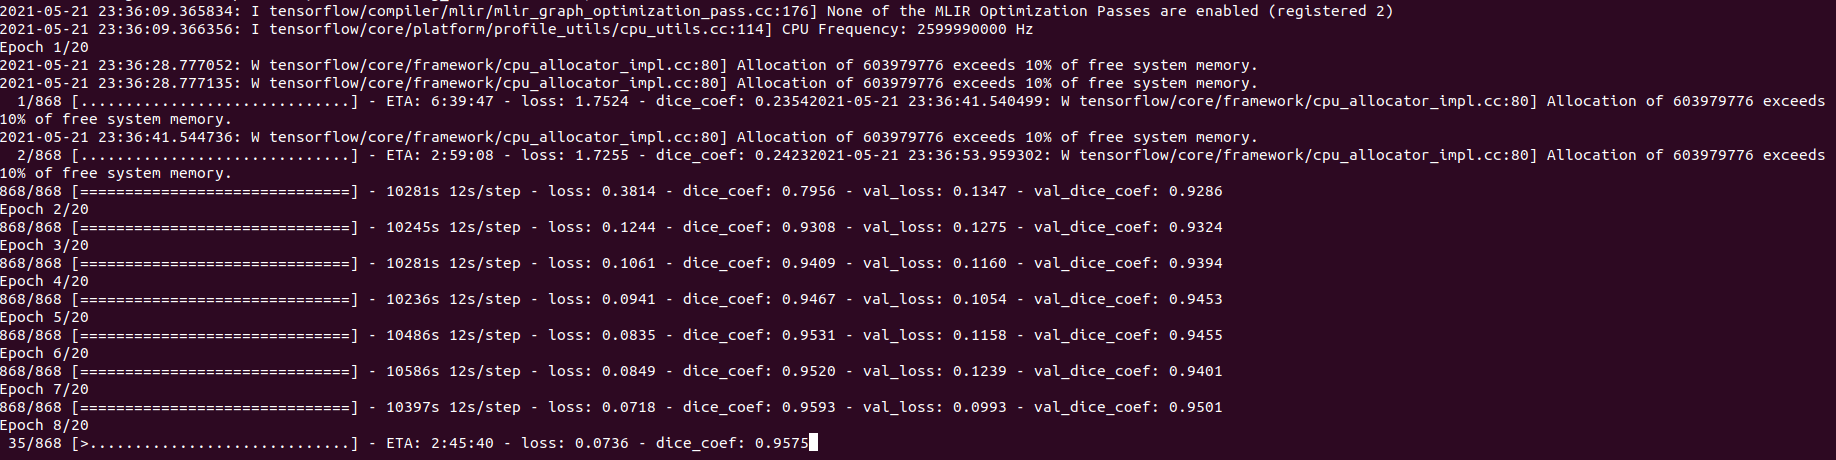 2021-05-21 23:36:09.365834: I tensorflow/compiler/mlir/mlir_graph_optimization_pass.cc:176] None of the MLIR Optimization Passes are enabled (registered 2)
2021-05-21 23:36:09.366356: I tensorflow/core/platform/profile_utils/cpu_utils.cc:114] CPU Frequency: 2599990000 Hz
Epoch 1/20
2021-05-21 23:36:28.777052: W tensorflow/core/framework/cpu_allocator_impl.cc:80] Allocation of 603979776 exceeds 10% of free system memory.
2021-05-21 23:36:28.777135: W tensorflow/core/framework/cpu_allocator_impl.cc:80] Allocation of 603979776 exceeds 10% of free system memory.
  1/868 [..............................] - ETA: 6:39:47 - loss: 1.7524 - dice_coef: 0.23542021-05-21 23:36:41.540499: W tensorflow/core/framework/cpu_allocator_impl.cc:80] Allocation of 603979776 exceeds
10% of free system memory.
2021-05-21 23:36:41.544736: W tensorflow/core/framework/cpu_allocator_impl.cc:80] Allocation of 603979776 exceeds 10% of free system memory.
  2/868 [..............................] - ETA: 2:59:08 - loss: 1.7255 - dice_coef: 0.24232021-05-21 23:36:53.959302: W tensorflow/core/framework/cpu_allocator_impl.cc:80] Allocation of 603979776 exceeds
10% of free system memory.
868/868 [==============================] - 10281s 12s/step - loss: 0.3814 - dice_coef: 0.7956 - val_loss: 0.1347 - val_dice_coef: 0.9286
Epoch 2/20
868/868 [==============================] - 10245s 12s/step - loss: 0.1244 - dice_coef: 0.9308 - val_loss: 0.1275 - val_dice_coef: 0.9324
Epoch 3/20
868/868 [==============================] - 10281s 12s/step - loss: 0.1061 - dice_coef: 0.9409 - val_loss: 0.1160 - val_dice_coef: 0.9394
Epoch 4/20
868/868 [==============================] - 10236s 12s/step - loss: 0.0941 - dice_coef: 0.9467 - val_loss: 0.1054 - val_dice_coef: 0.9453
Epoch 5/20
868/868 [==============================] - 10486s 12s/step - loss: 0.0835 - dice_coef: 0.9531 - val_loss: 0.1158 - val_dice_coef: 0.9455
Epoch 6/20
868/868 [==============================] - 10586s 12s/step - loss: 0.0849 - dice_coef: 0.9520 - val_loss: 0.1239 - val_dice_coef: 0.9401
Epoch 7/20
868/868 [==============================] - 10397s 12s/step - loss: 0.0718 - dice_coef: 0.9593 - val_loss: 0.0993 - val_dice_coef: 0.9501
Epoch 8/20
 35/868 [>.............................] - ETA: 2:45:40 - loss: 0.0736 - dice_coef: 0.9575